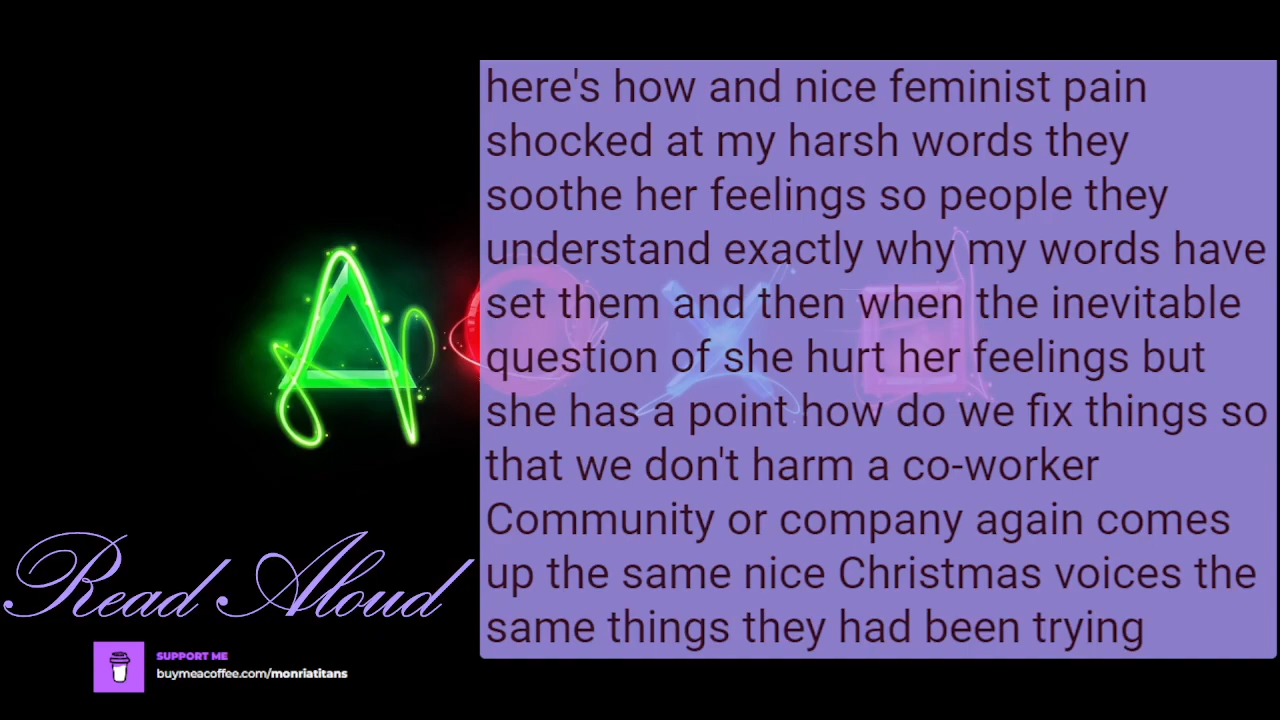 here's how and nice feminist pain
shocked at my harsh words they
soothe her feelings so people they
understand exactly why my words have
set them and then when the inevitable
question of she hurt her feelings but
she has a point how do we fix things so
that we don't harm a co-worker
Community or company again comes
up the same nice Christmas voices the
same things they had been trying
Read Aloud
SUPPORT ME
buymeacoffee.com/monriatitans